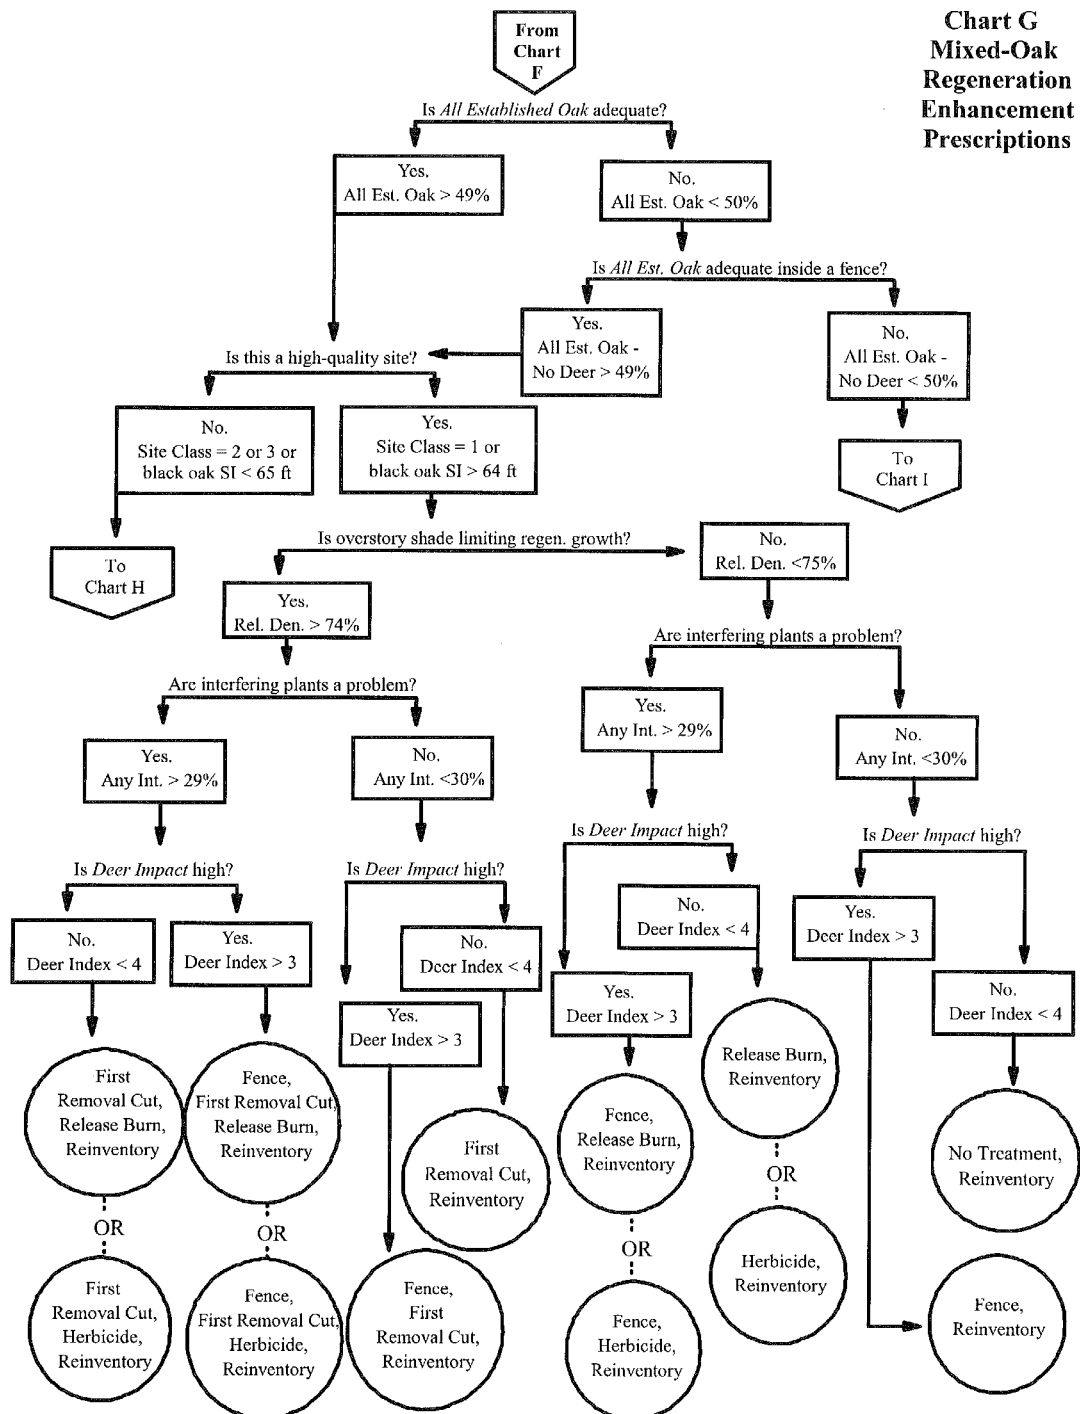 Chart G
Mixed-Oak
Regeneration
Enhancement
Prescriptions
From
Chart
F
Is All Established Oak adequate?
Yes.
All Est. Oak > 49%
No.
All Est. Oak < 50%
Is All Est. Oak adequate inside a fence?
Yes.
All Est. Oak -
No Deer > 49%
No.
All Est. Oak -
No Deer < 50%
Is this a high-quality site?
No.
Site Class = 2 or 3 or
black oak SI < 65 ft
Yes.
Site Class = 1 or
black oak SI > 64 ft
To
Chart I
To
Chart H
Is overstory shade limiting regen. growth?
No.
Rel. Den. <75%
Yes.
Rel. Den. > 74%
Are interfering plants a problem?
Are interfering plants a problem?
Yes.
Any Int. > 29%
No.
Any Int. <30%
Yes.
Any Int. > 29%
No.
Any Int. <30%
Is Deer Impact high?
Is Deer Impact high?
Is Deer Impact high?
Is Deer Impact high?
No.
Deer Index < 4
Yes.
Deer Index > 3
No.
Deer Index < 4
Yes.
Deer Index > 3
No.
Deer Index < 4
Yes.
Deer Index > 3
Yes.
Deer Index > 3
No.
Deer Index < 4
First
Removal Cut,
Release Burn,
Reinventory
OR
First
Removal Cut,
Herbicide,
Reinventory
Fence,
First Removal Cut,
Release Burn,
Reinventory
OR
Fence,
First Removal Cut,
Herbicide,
Reinventory
First
Removal Cut,
Reinventory
Fence,
First
Removal Cut,
Reinventory
Fence,
Release Burn,
Reinventory
OR
Fence,
Herbicide,
Reinventory
Release Burn,
Reinventory
OR
Herbicide,
Reinventory
No Treatment,
Reinventory
Fence,
Reinventory